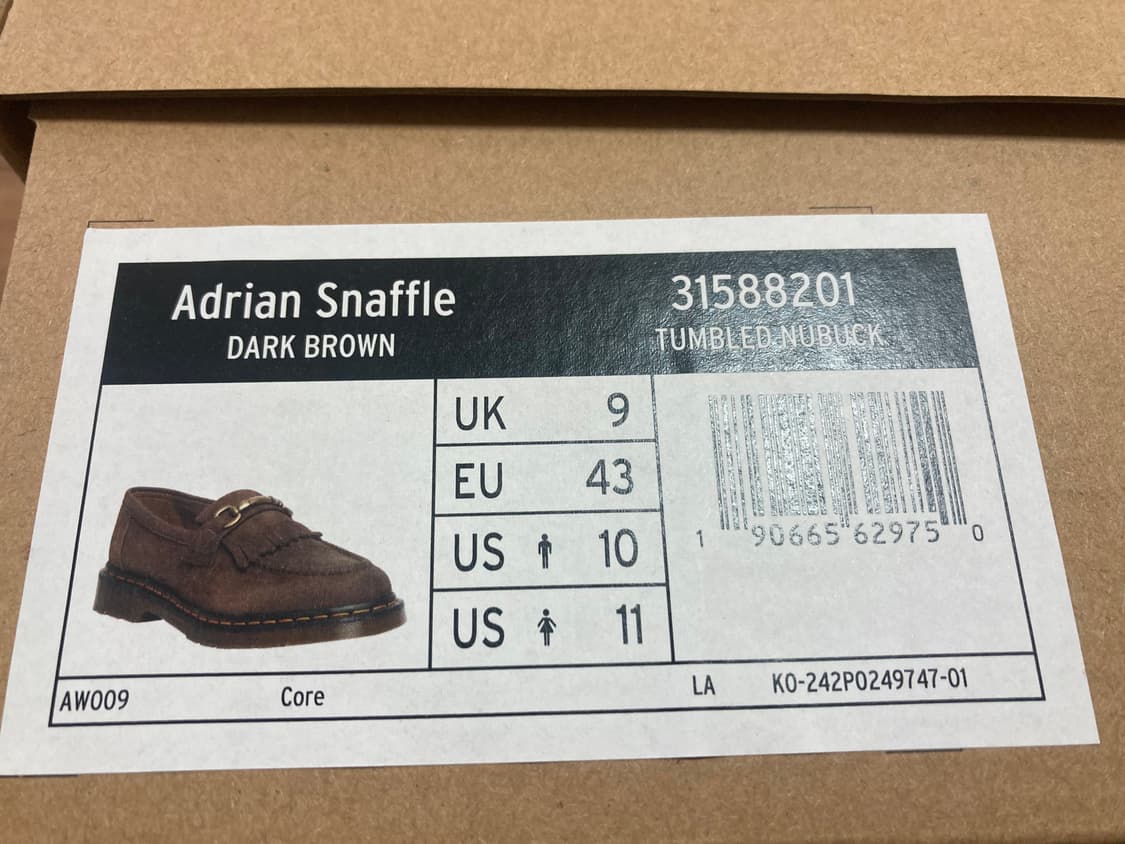 Adrian Snaffle
DARK BROWN
31588201
TUMBLED NUBUCK
UK 9
EU 43
US 10
US 11
1 90665 62975 0
AW009
Core
LA
KO-242P0249747-01